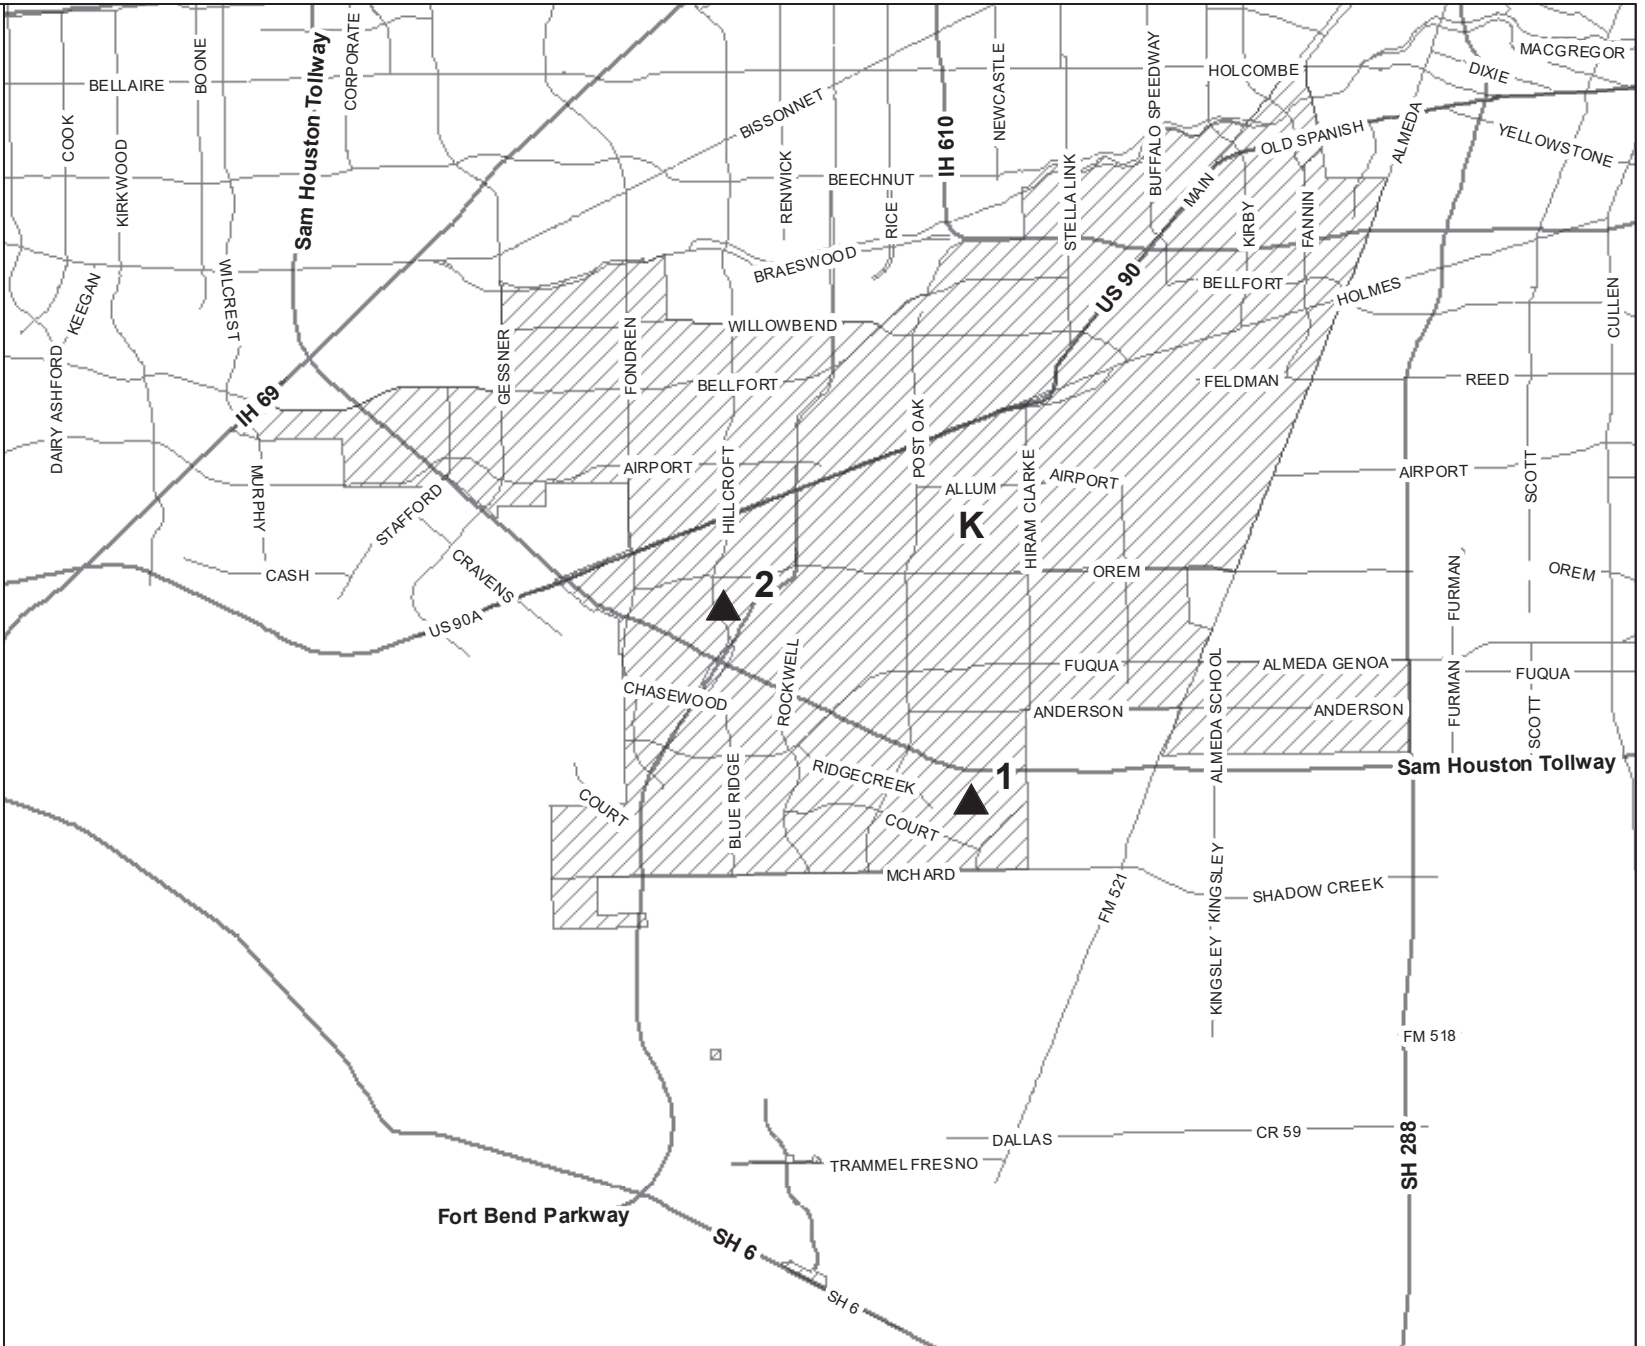 MACGREGOR
DIXIE
HOLCOMBE
BELLAIRE
BOONE
Sam Houston Tollway
CORPORATE
COOK
KIRKWOOD
BISSONNET
NEWCASTLE
BUFFALO SPEEDWAY
ALMEDA
OLD SPANISH
YELLOWSTONE
IH 610
RENWICK
BEECHNUT
RICE
STELLA LINK
MAIN
KIRBY
FANNIN
BRAESWOOD
KEEGAN
WILCREST
US 90
BELLFORT
HOLMES
CULLEN
WILLOWBEND
GESSNER
FONDREN
DAIRY ASHFORD
IH 69
BELLFORT
FELDMAN
REED
POST OAK
MURPHY
STAFFORD
AIRPORT
HILLCROFT
ALLUM
HIRAM CLARKE
AIRPORT
AIRPORT
SCOTT
K
CASH
CRAVENS
US 90A
2
OREM
FURMAN
OREM
ROCKWELL
CHASEWOOD
FUQUA
ALMEDA SCHOOL
ALMEDA GENOA
FURMAN
FUQUA
ANDERSON
ANDERSON
SCOTT
COURT
BLUE RIDGE
RIDGECREEK
1
Sam Houston Tollway
COURT
MCHARD
FM 521
KINGSLEY
SHADOW CREEK
KINGSLEY
FM 518
DALLAS
CR 59
SH 288
TRAMMEL FRESNO
Fort Bend Parkway
SH 6
SH 6